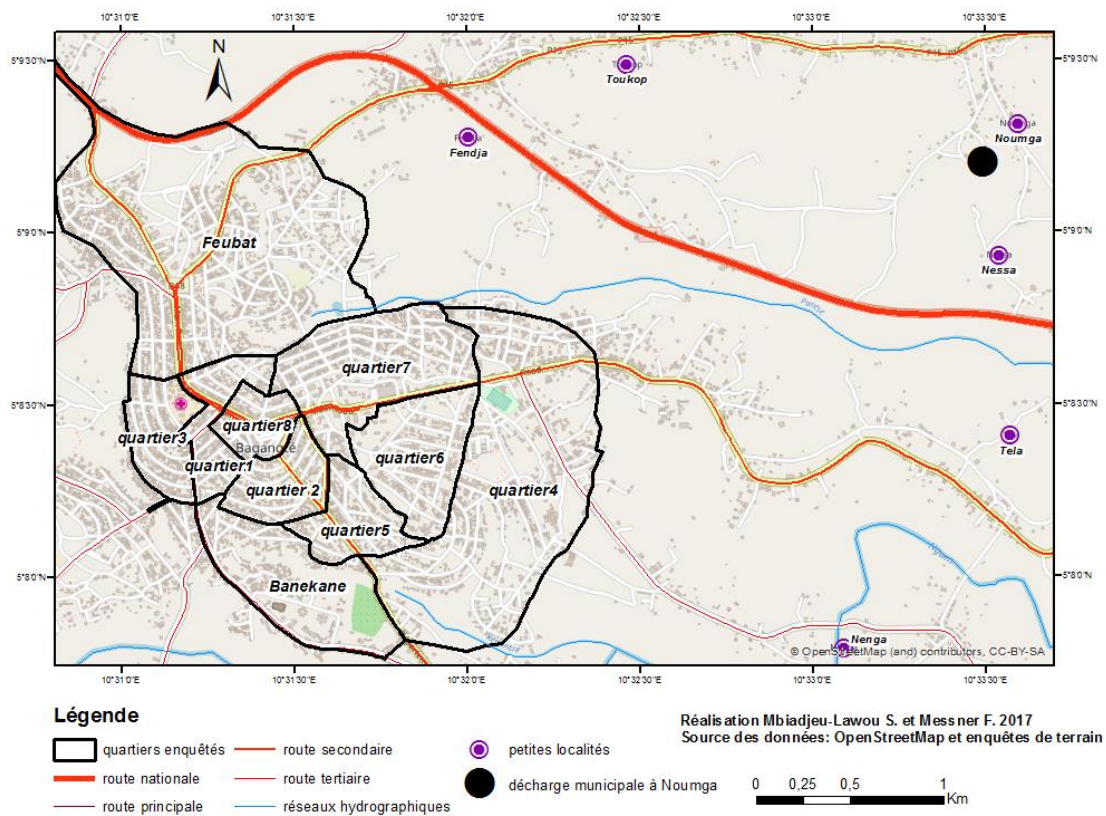 10°31'0"E 10°31'30"E 10°32'0"E 10°32'30"E 10°33'0"E 10°33'30"E
5°9'30"N
5°9'30"N
N
Toukop
Noumga
Fendja
5°9'0"N
5°9'0"N
Feubat
Nessa
quartier7
5°8'30"N
5°8'30"N
quartier3
quartier8
Tela
quartier1
quartier6
quartier 2
quartier4
quartier5
Banekane
5°8'0"N
5°8'0"N
Ngam
Nenga
© OpenStreetMap (and) contributors, CC-BY-SA
10°31'0"E 10°31'30"E 10°32'0"E 10°32'30"E 10°33'0"E 10°33'30"E
Légende
quartiers enquêtés
route secondaire
petites localités
route nationale
route tertiaire
décharge municipale à Noumga
route principale
réseaux hydrographiques
Réalisation Mbiadjeu-Lawou S. et Messner F. 2017
Source des données: OpenStreetMap et enquêtes de terrain
0 0,25 0,5 1
Km